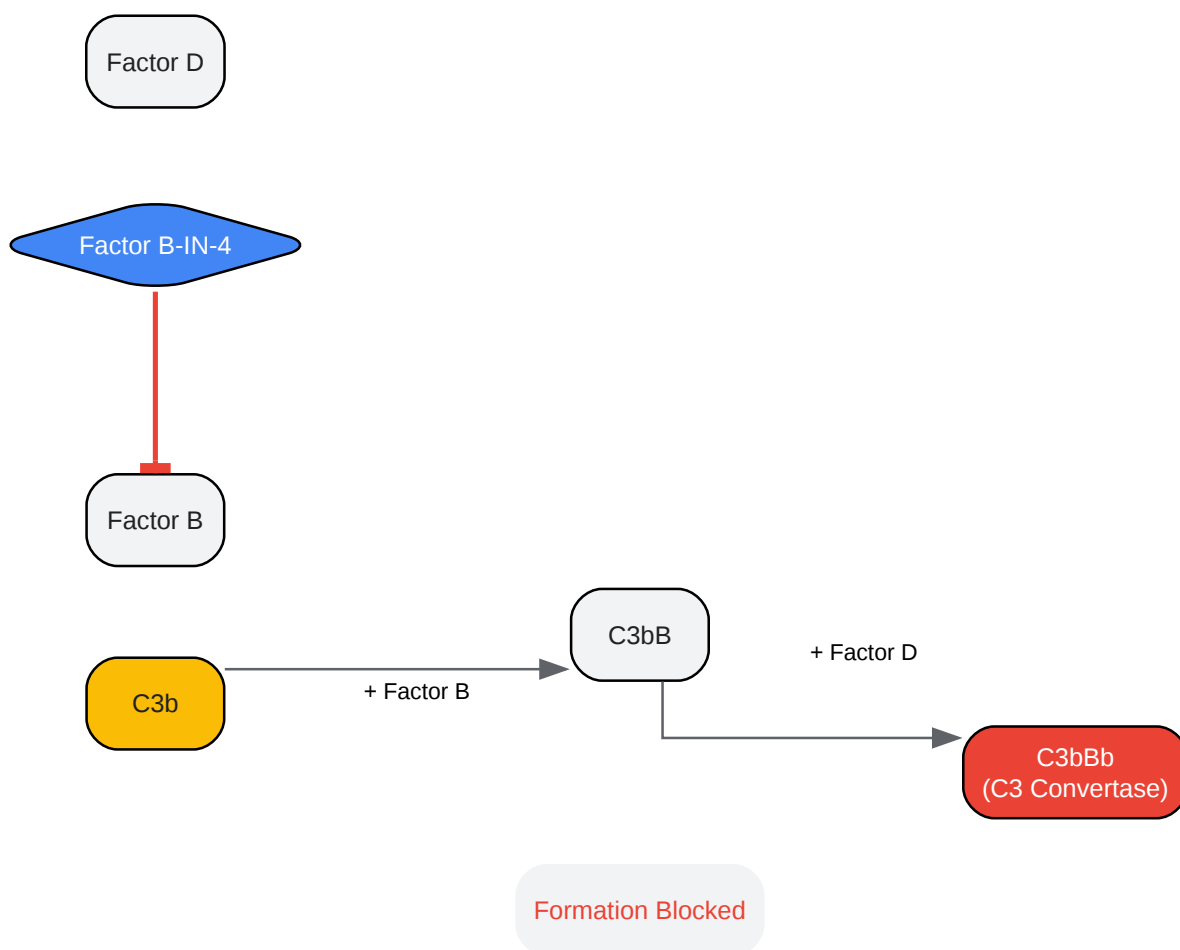 Factor D
Factor B-IN-4
Factor B
C3bB
+ Factor D
+ Factor B
C3b
C3bBb
(C3 Convertase)
Formation Blocked